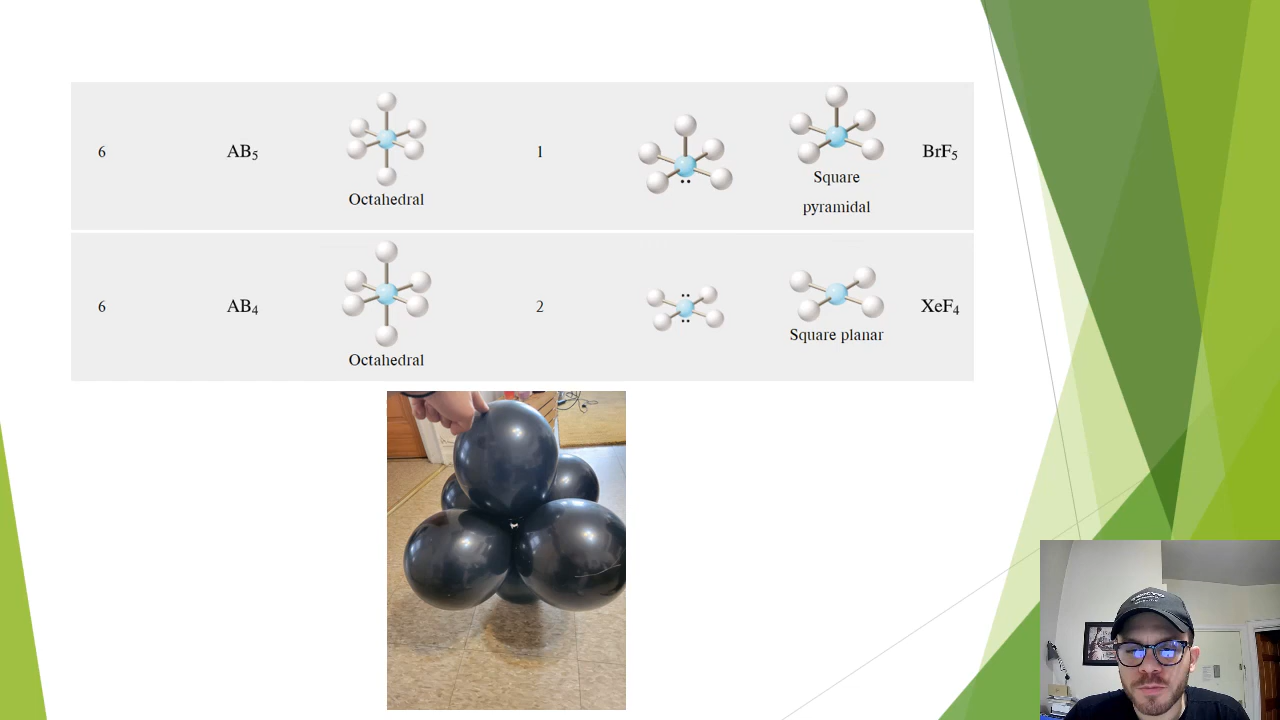 6 AB₅ 1 BrF₅
Octahedral
Square
pyramidal
6 AB₄ 2 XeF₄
Octahedral
Square planar